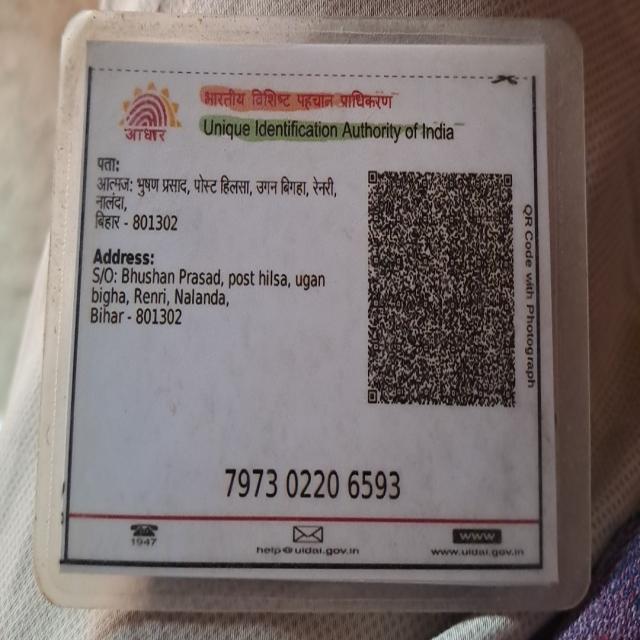 भारतीय विशिष्ट पहचान प्राधिकरण
Unique Identification Authority of India
आधार
पता:
आत्मज: भुषण प्रसाद, पोस्ट हिलसा, उगन बिगहा, रेनरी,
नालंदा,
बिहार - 801302
Address:
S/O: Bhushan Prasad, post hilsa, ugan
bigha, Renri, Nalanda,
Bihar - 801302
QR Code with Photograph
7973 0220 6593
1947
help@uidai.gov.in
www
www.uidai.gov.in